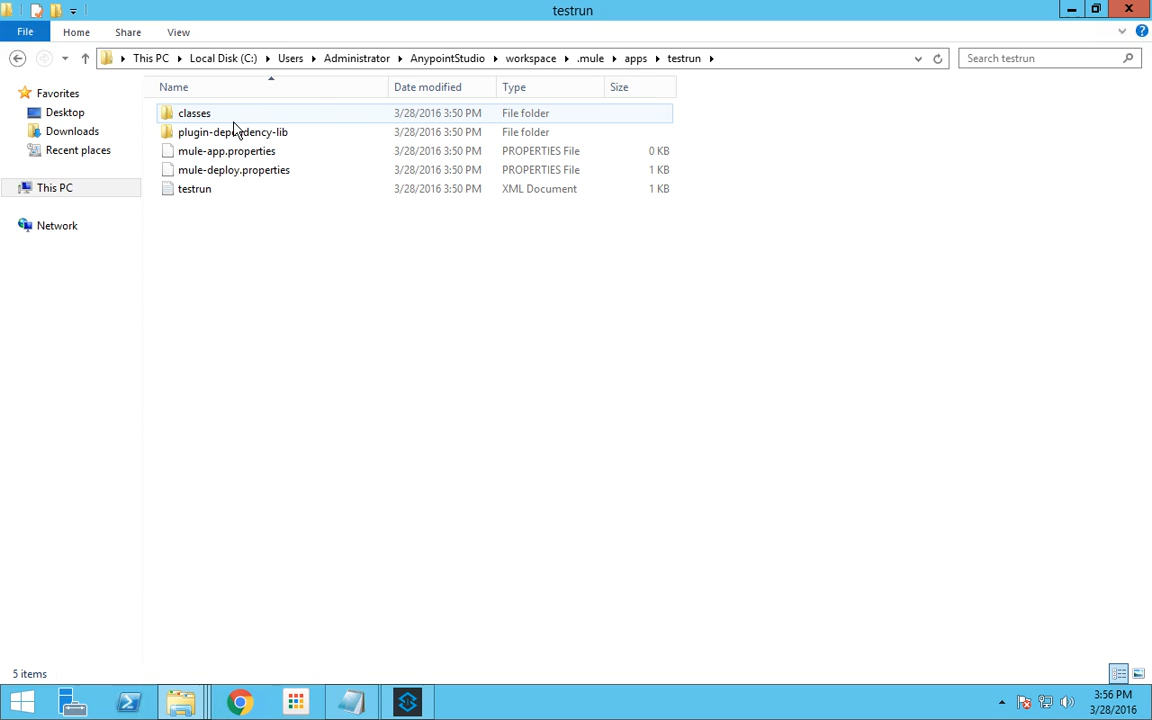 testrun
File Home Share View
This PC Local Disk (C:) Users Administrator AnypointStudio workspace .mule apps testrun Search testrun
Name Date modified Type Size
Favorites
Desktop
Downloads
Recent places
This PC
Network
classes 3/28/2016 3:50 PM File folder
plugin-dependency-lib 3/28/2016 3:50 PM File folder
mule-app.properties 3/28/2016 3:50 PM PROPERTIES File 0 KB
mule-deploy.properties 3/28/2016 3:50 PM PROPERTIES File 1 KB
testrun 3/28/2016 3:50 PM XML Document 1 KB
5 items
3:56 PM
3/28/2016